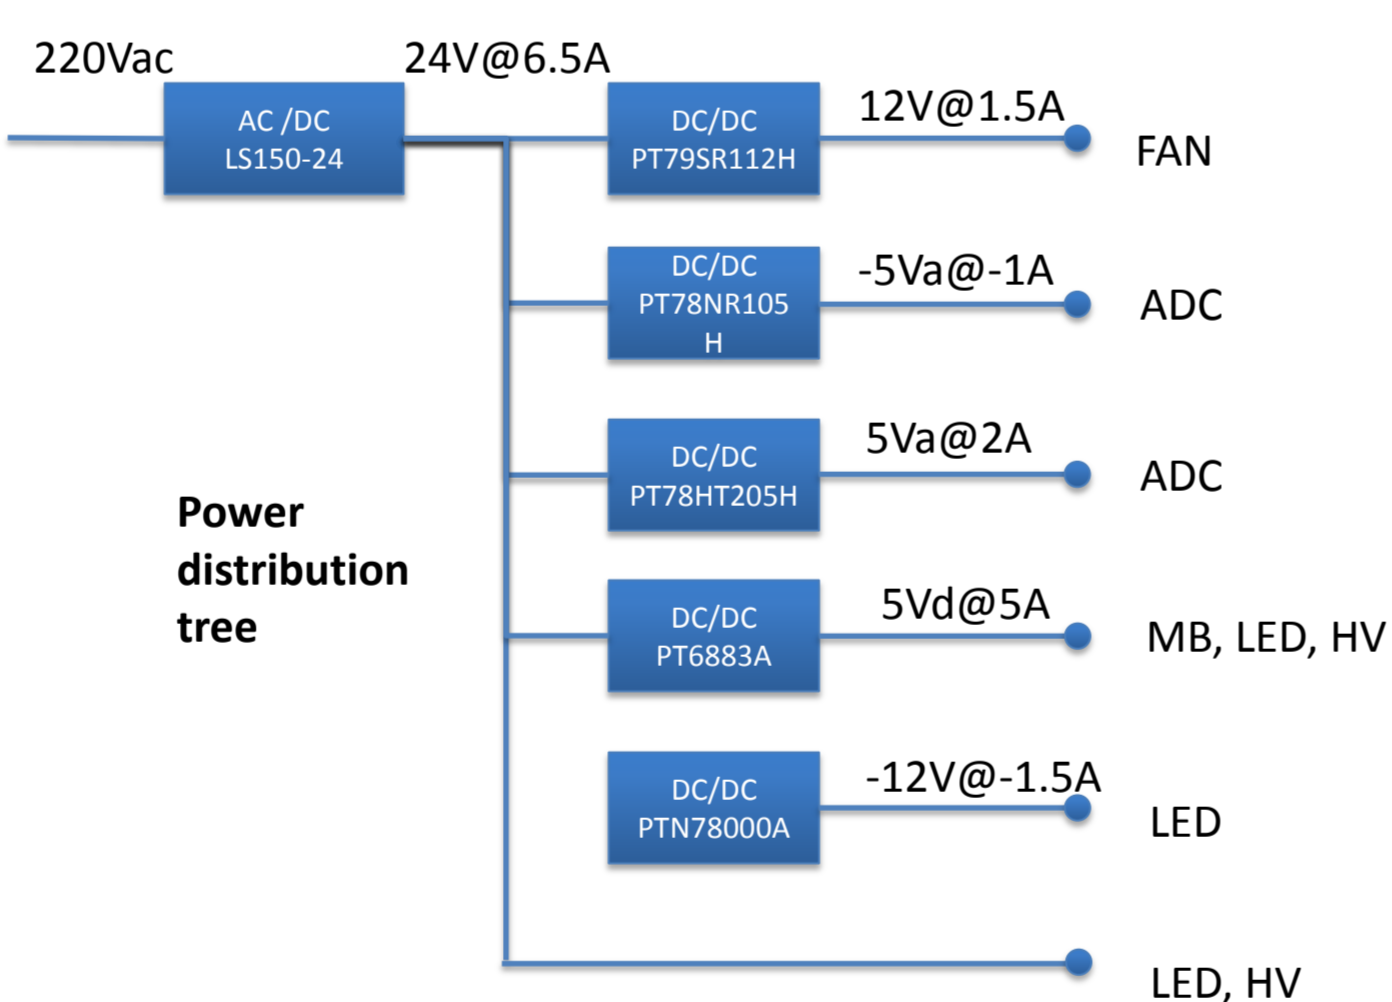 220Vac
24V@6.5A
AC /DC
LS150-24
DC/DC
PT79SR112H
12V@1.5A
FAN
DC/DC
PT78NR105
H
-5Va@-1A
ADC
DC/DC
PT78HT205H
5Va@2A
ADC
Power
distribution
tree
DC/DC
PT6883A
5Vd@5A
MB, LED, HV
DC/DC
PTN78000A
-12V@-1.5A
LED
LED, HV